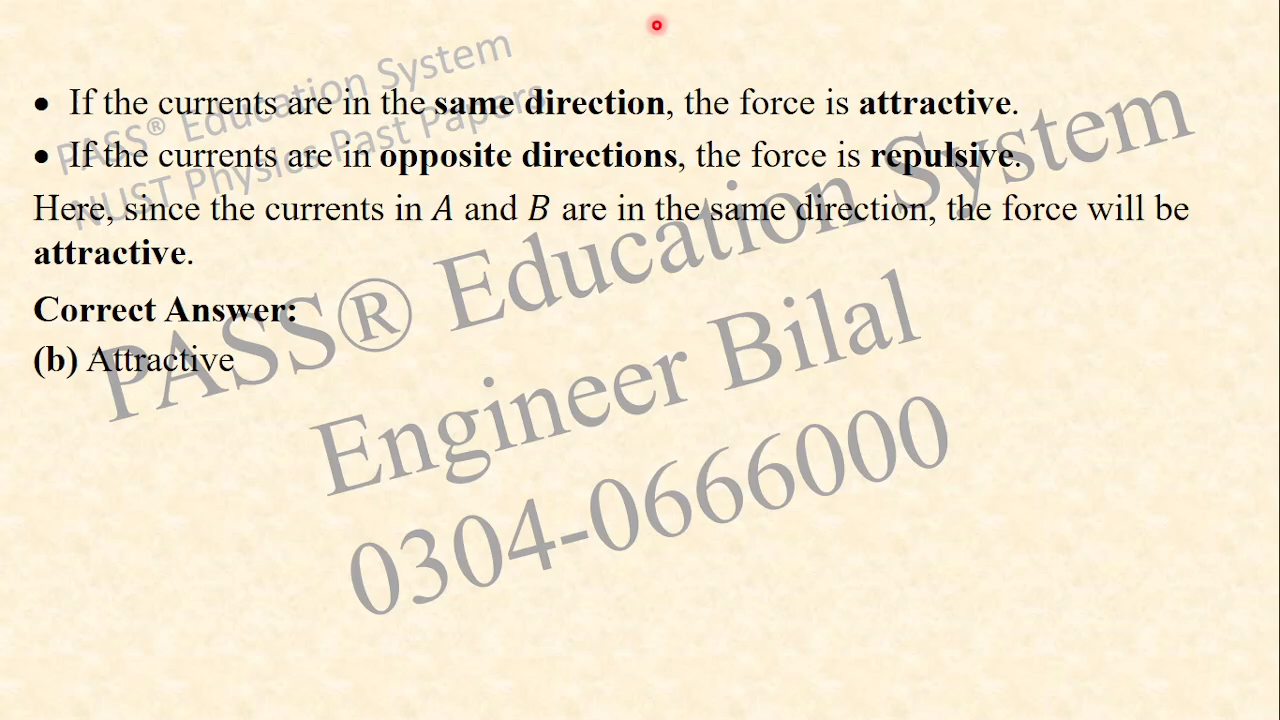 PASS® Education System
NUST Physics Past Papers
• If the currents are in the same direction, the force is attractive.
• If the currents are in opposite directions, the force is repulsive.
Here, since the currents in A and B are in the same direction, the force will be
attractive.
Correct Answer:
(b) Attractive
PASS® Education System
Engineer Bilal
0304-0666000